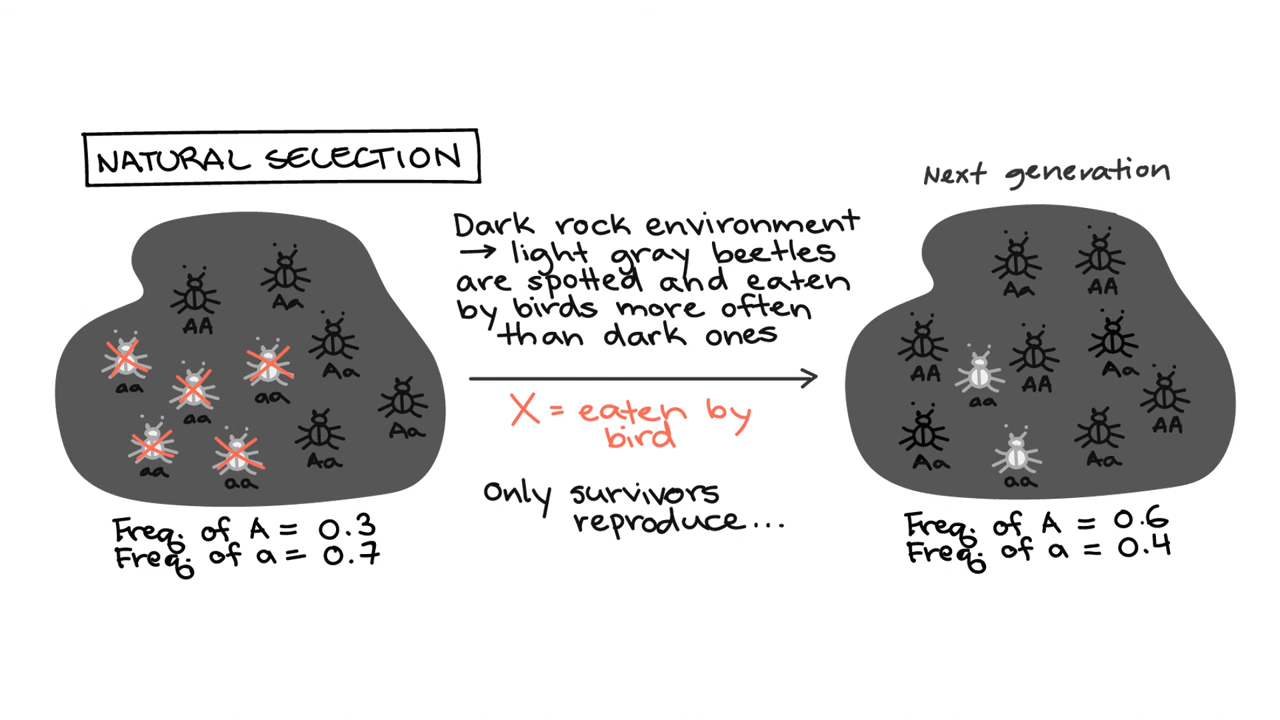 NATURAL SELECTION
Next generation
Dark rock environment
→ light gray beetles
are spotted and eaten
by birds more often
than dark ones
X = eaten by
bird
Only survivors
reproduce...
Aa
AA
Aa
aa
aa
aa
Aa
Aa
aa
aa
Freq. of A = 0.3
Freq. of a = 0.7
Aa
AA
AA
AA
Aa
aa
AA
Aa
Aa
aa
Freq. of A = 0.6
Freq. of a = 0.4